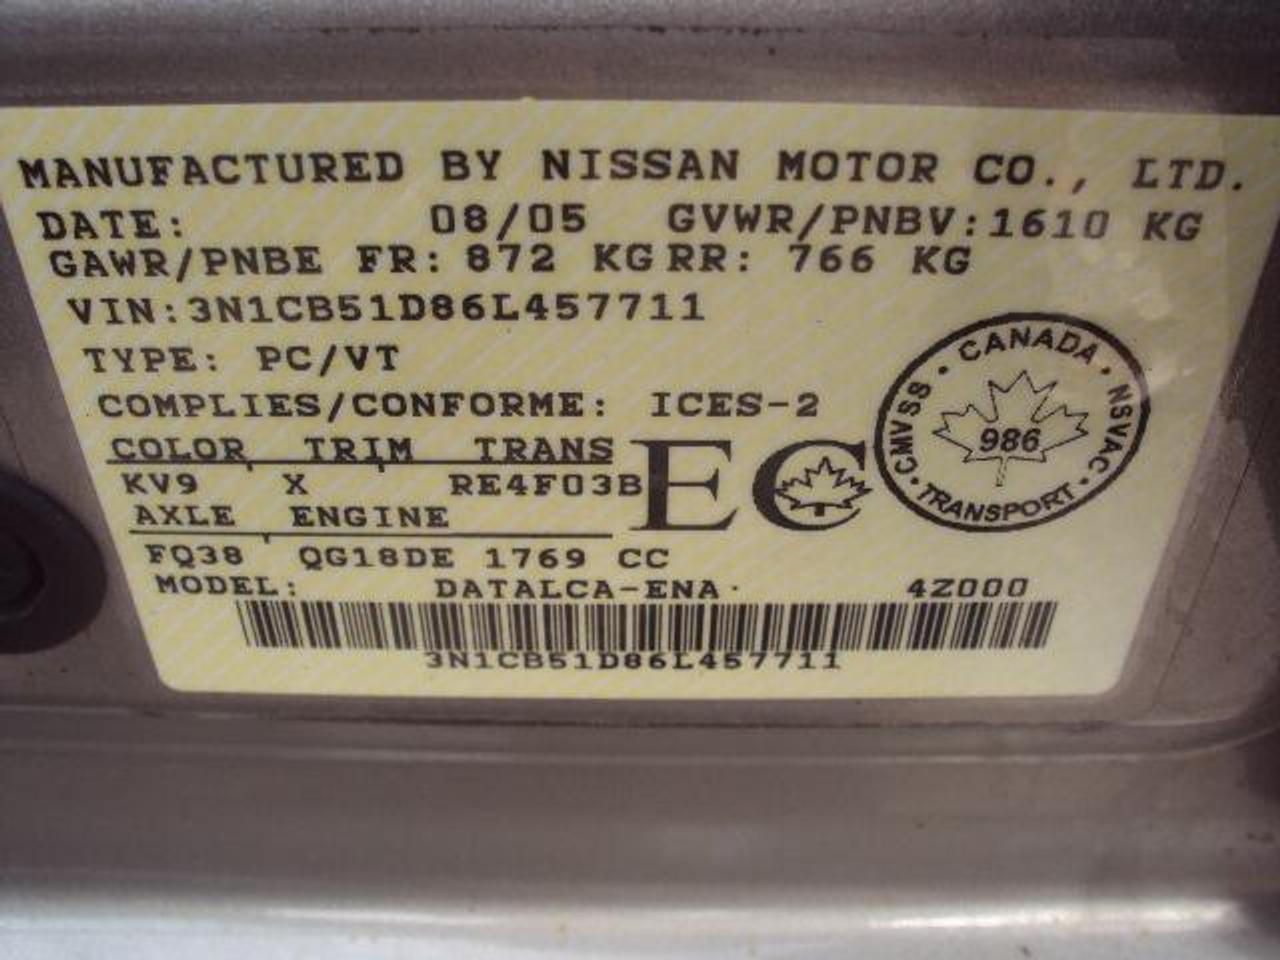 MANUFACTURED BY NISSAN MOTOR CO., LTD.
DATE: 08/05 GVWR/PNBV:1610 KG
GAWR/PNBE FR: 872 KG RR: 766 KG
VIN:3N1CB51D86L457711
TYPE: PC/VT
COMPLIES/CONFORME: ICES-2
COLOR TRIM TRANS
KV9 X RE4F03B
AXLE ENGINE
FQ38 QG18DE 1769 CC
MODEL: DATALCA-ENA 4Z000
3N1CB51D86L457711
EC
CANADA · NSVAC · TRANSPORT · CMVSS ·
986